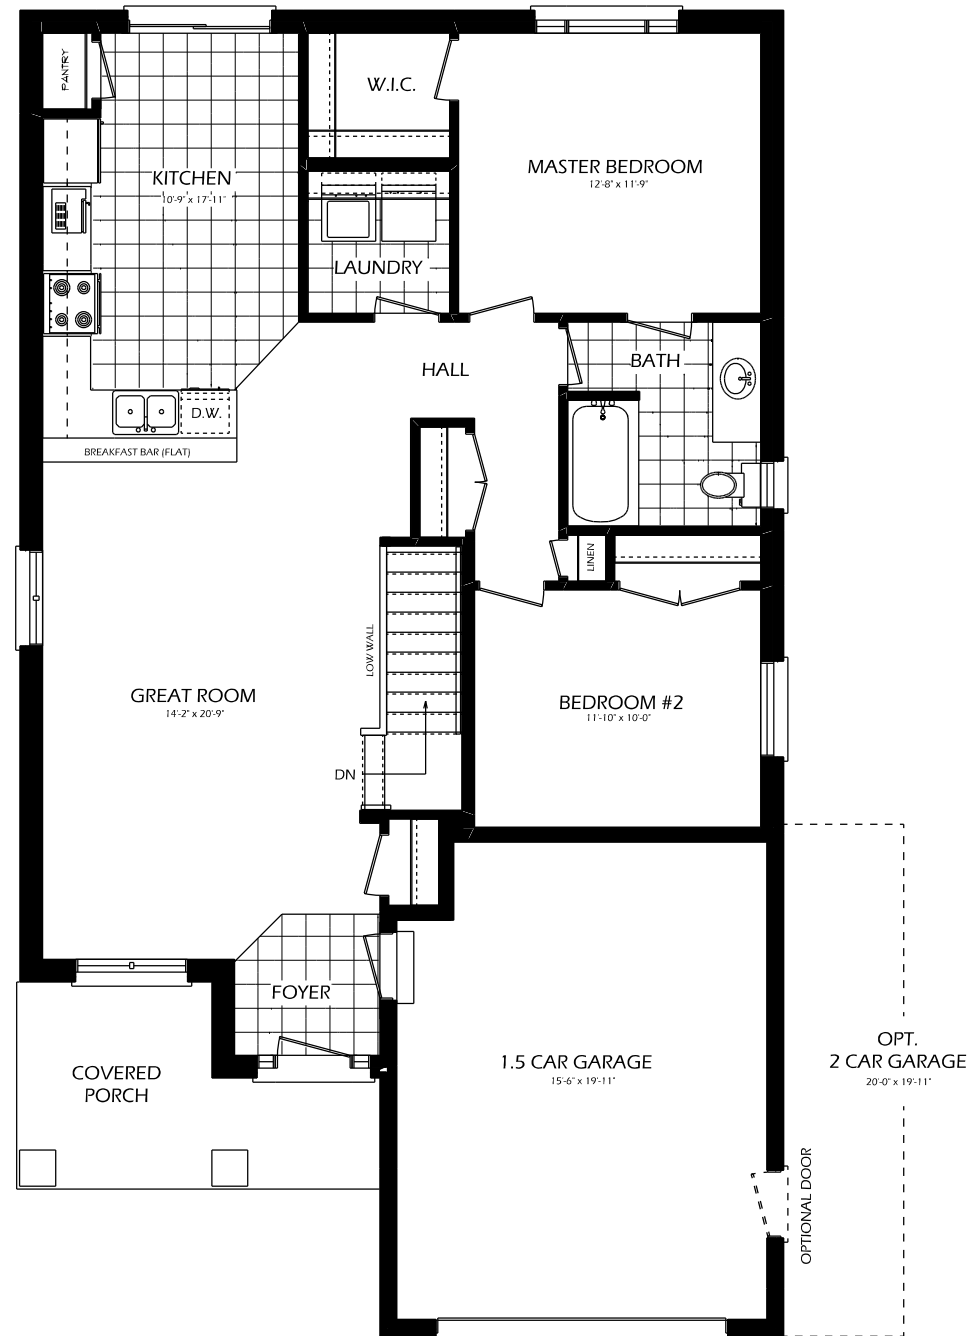 PANTRY
W.I.C.
MASTER BEDROOM
12'-8" x 11'-9"
KITCHEN
10'-9" x 17'-11"
LAUNDRY
HALL
BATH
D.W.
BREAKFAST BAR (FLAT)
LINEN
LOW WALL
GREAT ROOM
14'-2" x 20'-9"
BEDROOM #2
11'-10" x 10'-0"
DN
FOYER
COVERED
PORCH
1.5 CAR GARAGE
15'-6" x 19'-11"
OPT.
2 CAR GARAGE
20'-0" x 19'-11"
OPTIONAL DOOR